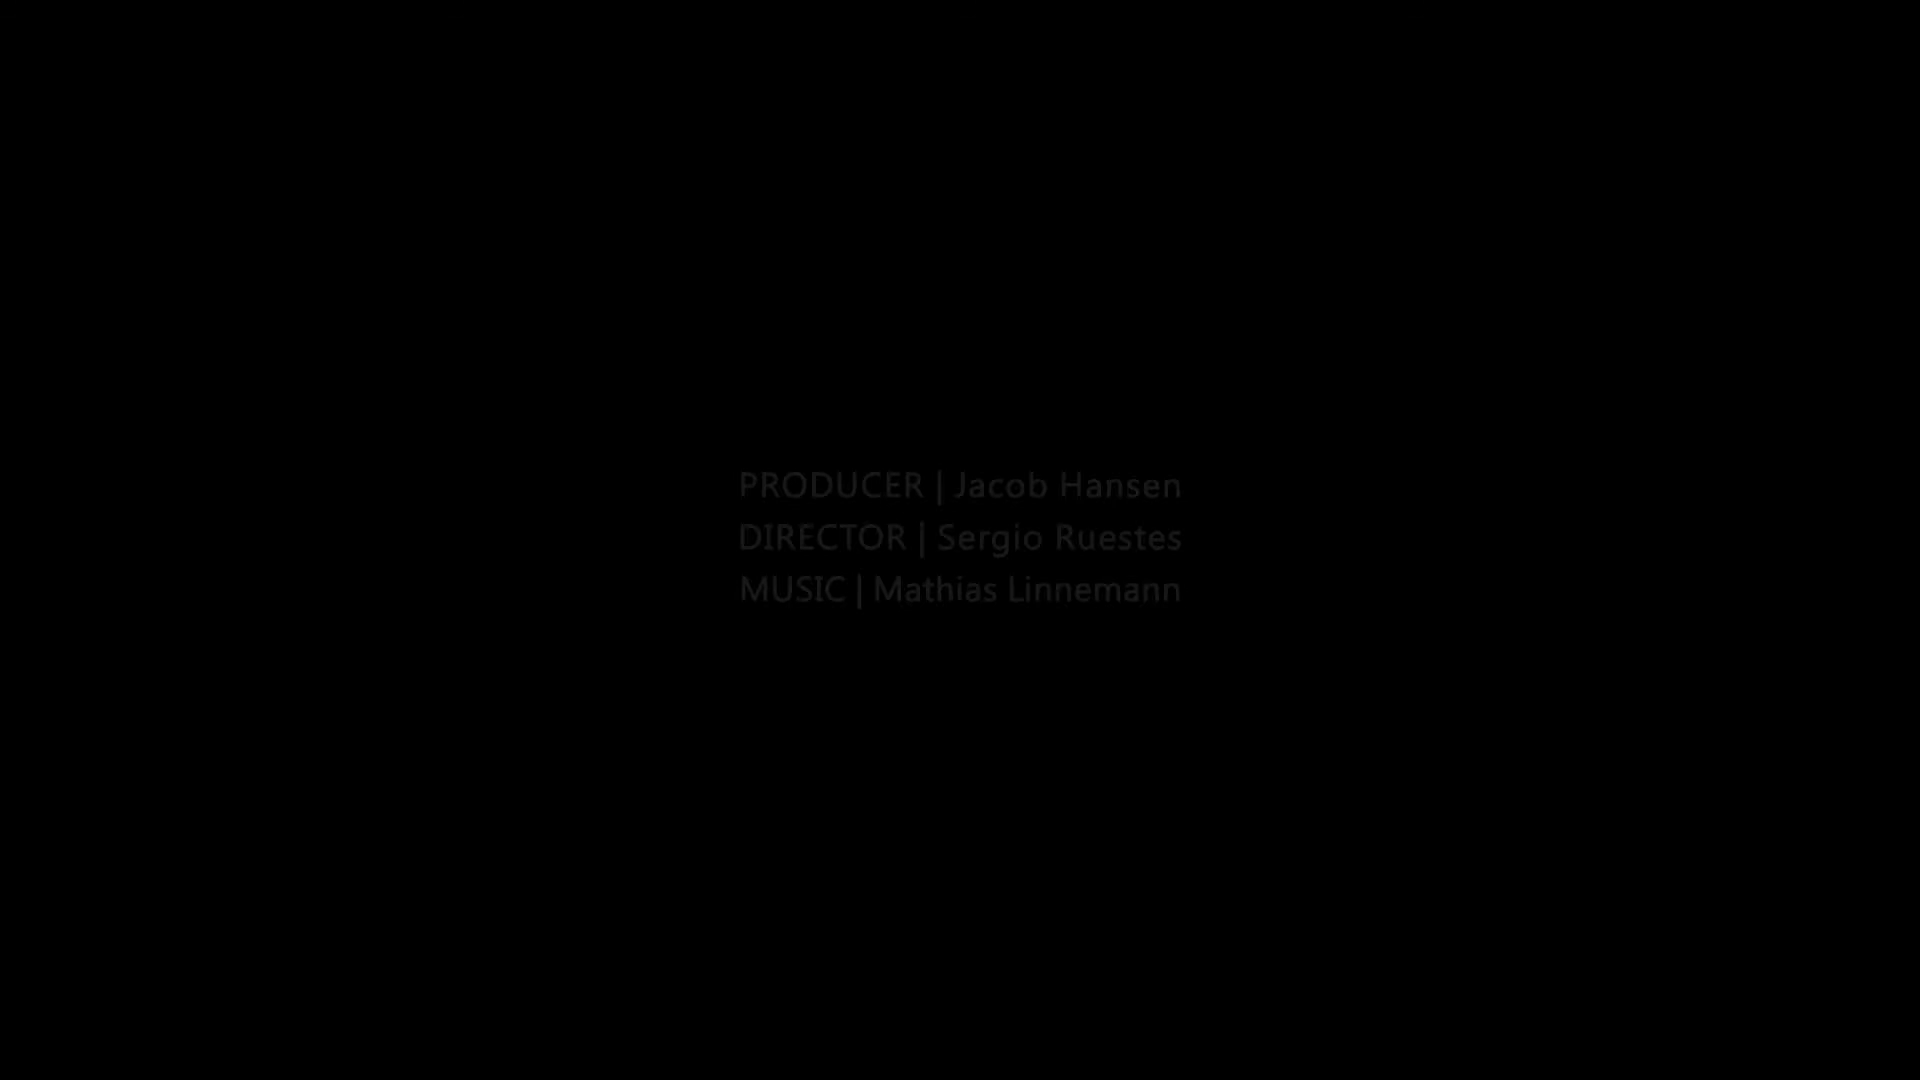 PRODUCER | Jacob Hansen
DIRECTOR | Sergio Ruestes
MUSIC | Mathias Linnemann